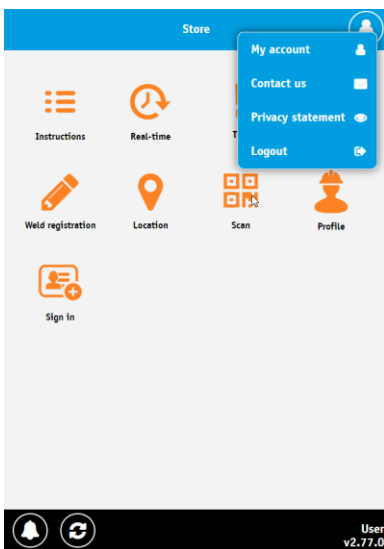 Store
My account
Contact us
Privacy statement
Logout
Instructions
Real-time
T
Weld registration
Location
Scan
Profile
Sign in
User
v2.77.0